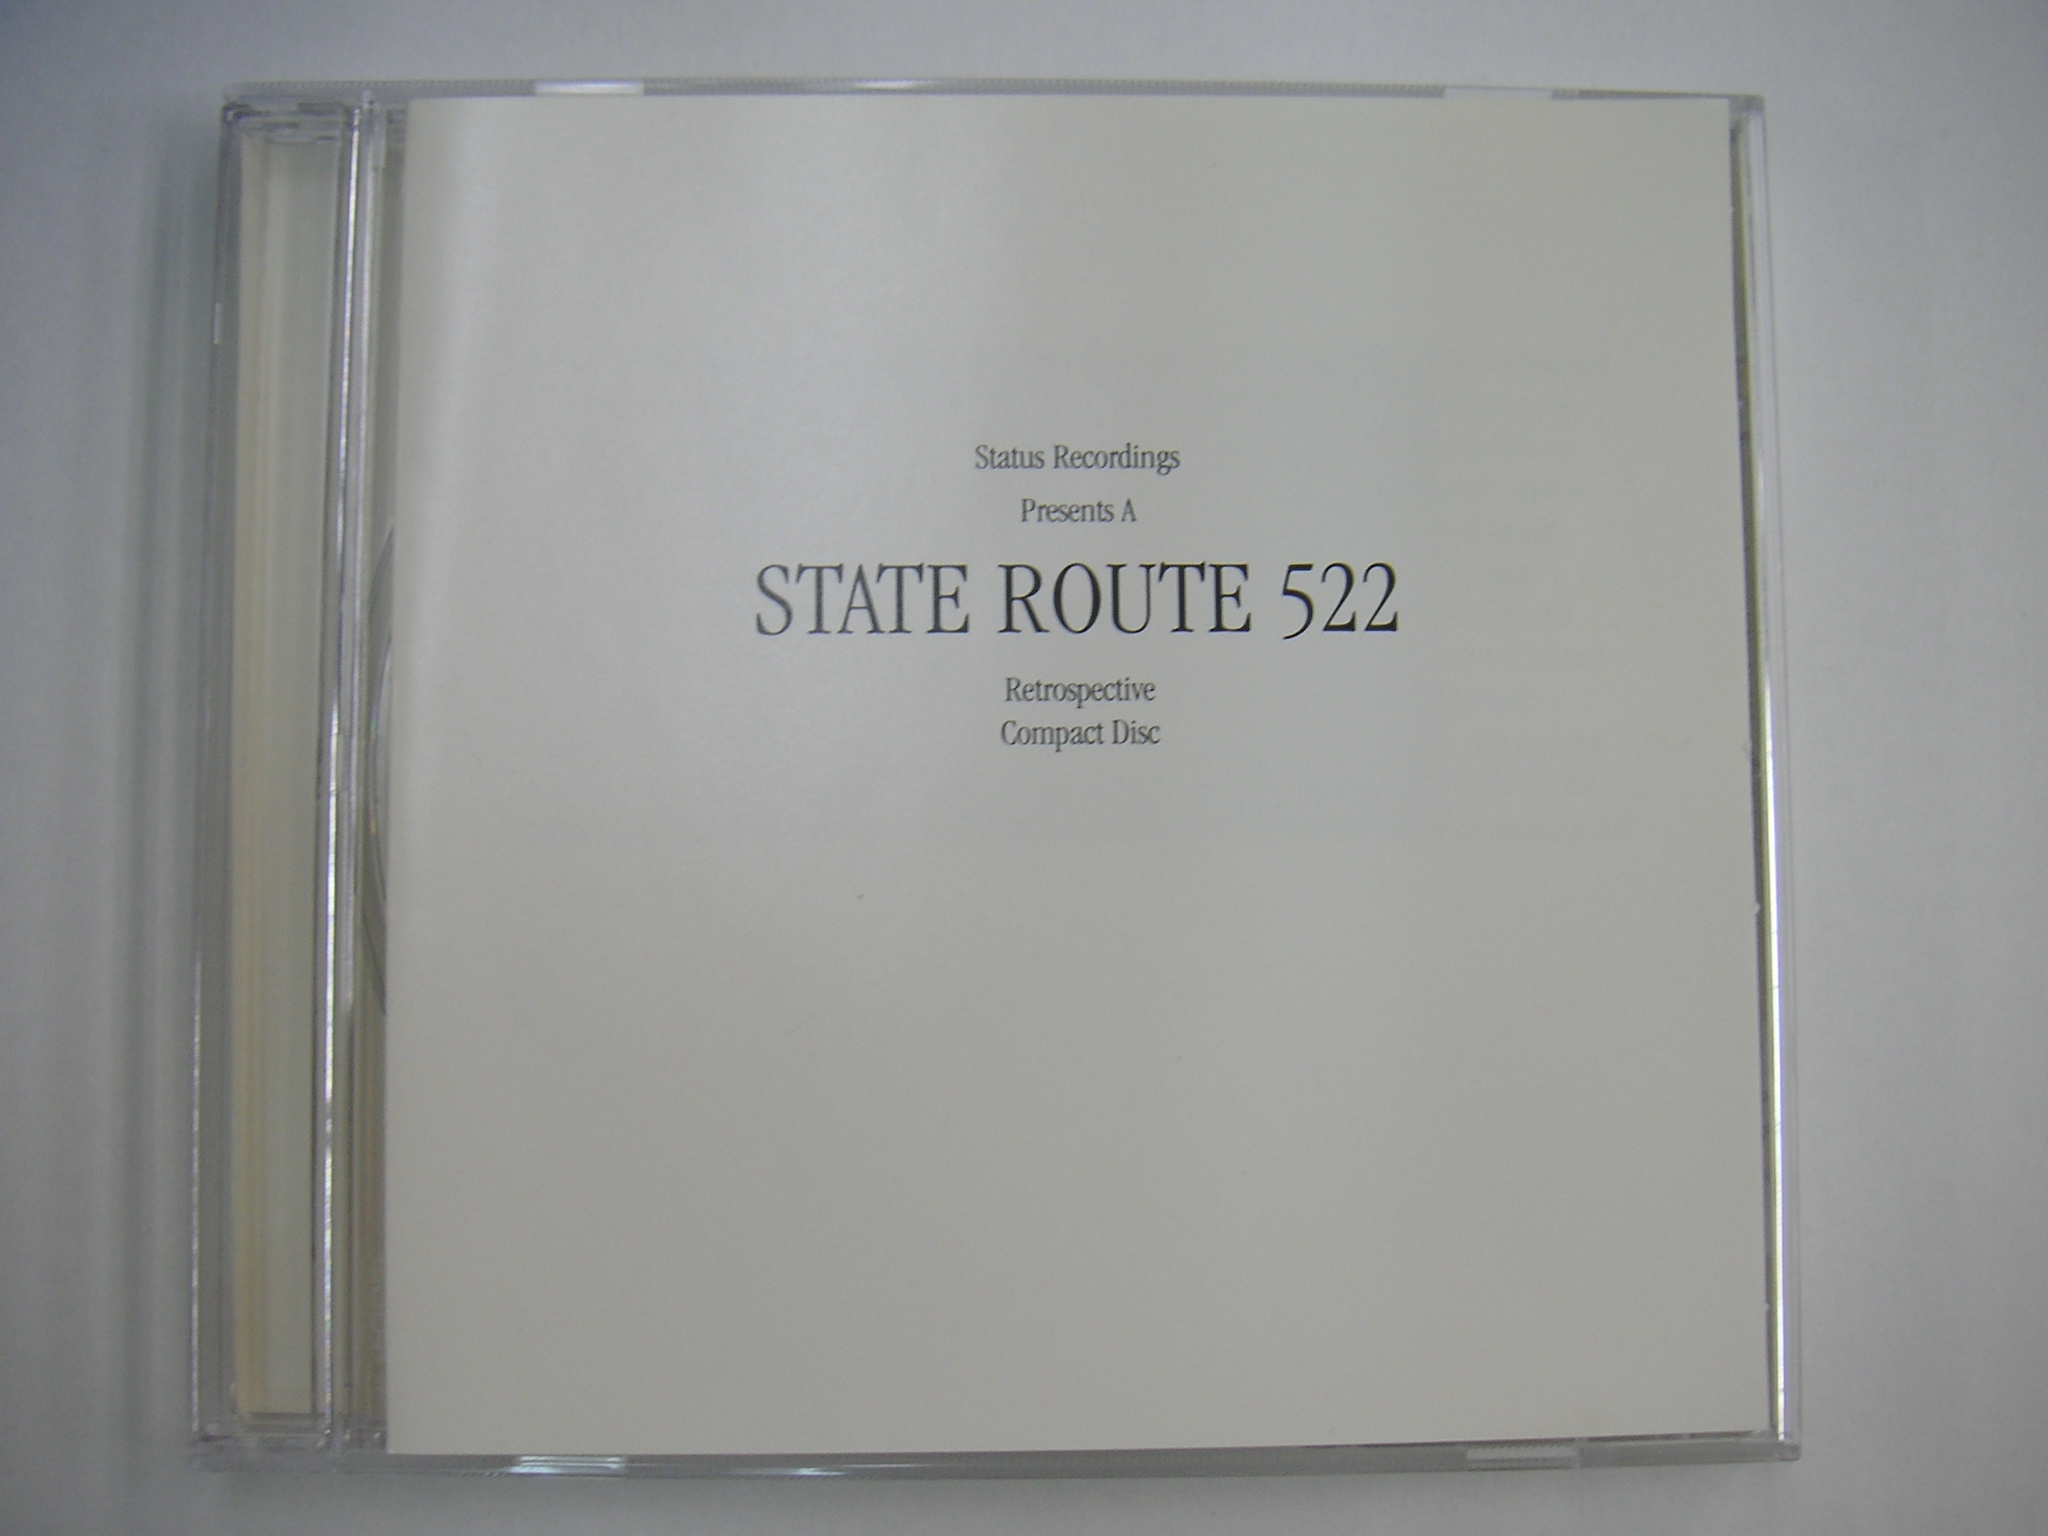 Status Recordings
Presents A
STATE ROUTE 522
Retrospective
Compact Disc